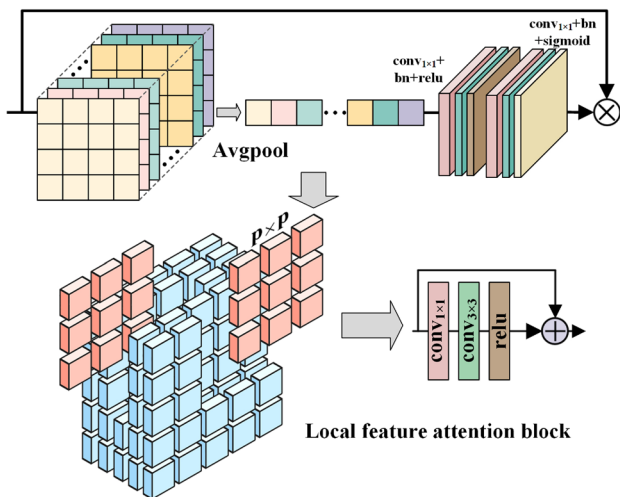 conv1×1+bn
+sigmoid
conv1×1+
bn+relu
Avgpool
P×P
conv1×1
conv3×3
relu
Local feature attention block